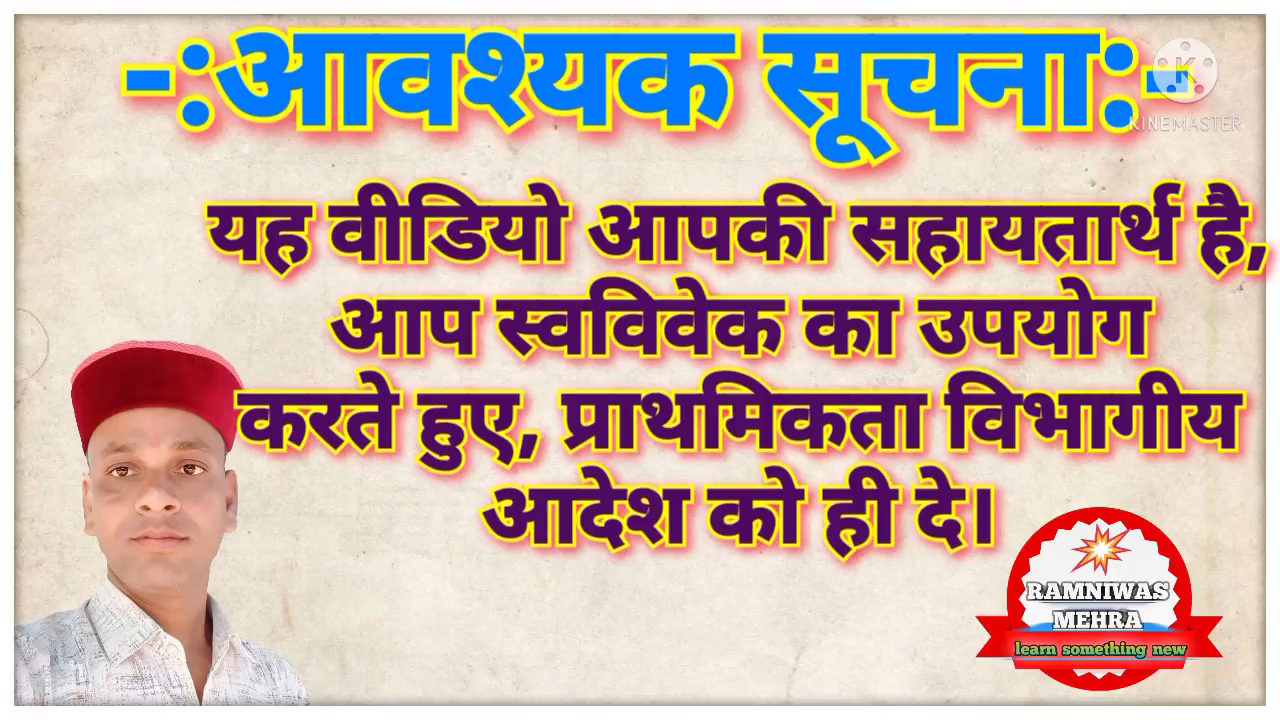 -:आवश्यक सूचना:-
K
KINEMASTER
यह वीडियो आपकी सहायतार्थ है,
आप स्वविवेक का उपयोग
करते हुए, प्राथमिकता विभागीय
आदेश को ही दे।
RAMNIWAS
MEHRA
learn something new